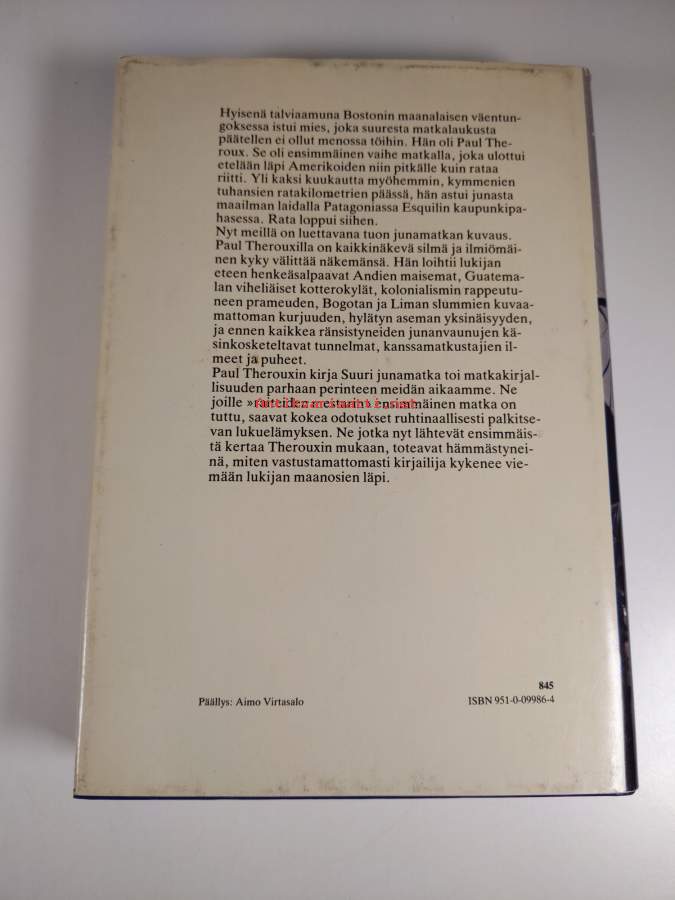 Hyisenä talviaamuna Bostonin maanalaisen väentun-
goksessa istui mies, joka suuresta matkalaukusta
päätellen ei ollut menossa töihin. Hän oli Paul The-
roux. Se oli ensimmäinen vaihe matkalla, joka ulottui
etelään läpi Amerikoiden niin pitkälle kuin rataa
riitti. Yli kaksi kuukautta myöhemmin, kymmenien
tuhansien ratakilometrien päässä, hän astui junasta
maailman laidalla Patagoniassa Esquilin kaupunkipa-
hasessa. Rata loppui siihen.
Nyt meillä on luettavana tuon junamatkan kuvaus.
Paul Therouxilla on kaikkinäkevä silmä ja ilmiömäi-
nen kyky välittää näkemänsä. Hän loihtii lukijan
eteen henkeäsalpaavat Andien maisemat, Guatema-
lan viheliäiset kotterokylät, kolonialismin rappeutu-
neen prameuden, Bogotan ja Liman slummien kuvaa-
mattoman kurjuuden, hylätyn aseman yksinäisyyden,
ja ennen kaikkea ränsistyneiden junanvaunujen kä-
sinkosketeltavat tunnelmat, kanssamatkustajien il-
meet ja puheet.
Paul Therouxin kirja Suuri junamatka toi matkakirjal-
lisuuden parhaan perinteen meidän aikaamme. Ne
joille »raiteiden mestarin» ensimmäinen matka on
Antikvariaatti.net
tuttu, saavat kokea odotukset ruhtinaallisesti palkitse-
van lukuelämyksen. Ne jotka nyt lähtevät ensimmäis-
tä kertaa Therouxin mukaan, toteavat hämmästynei-
nä, miten vastustamattomasti kirjailija kykenee vie-
mään lukijan maanosien läpi.
845
Päällys: Aimo Virtasalo
ISBN 951-0-09986-4